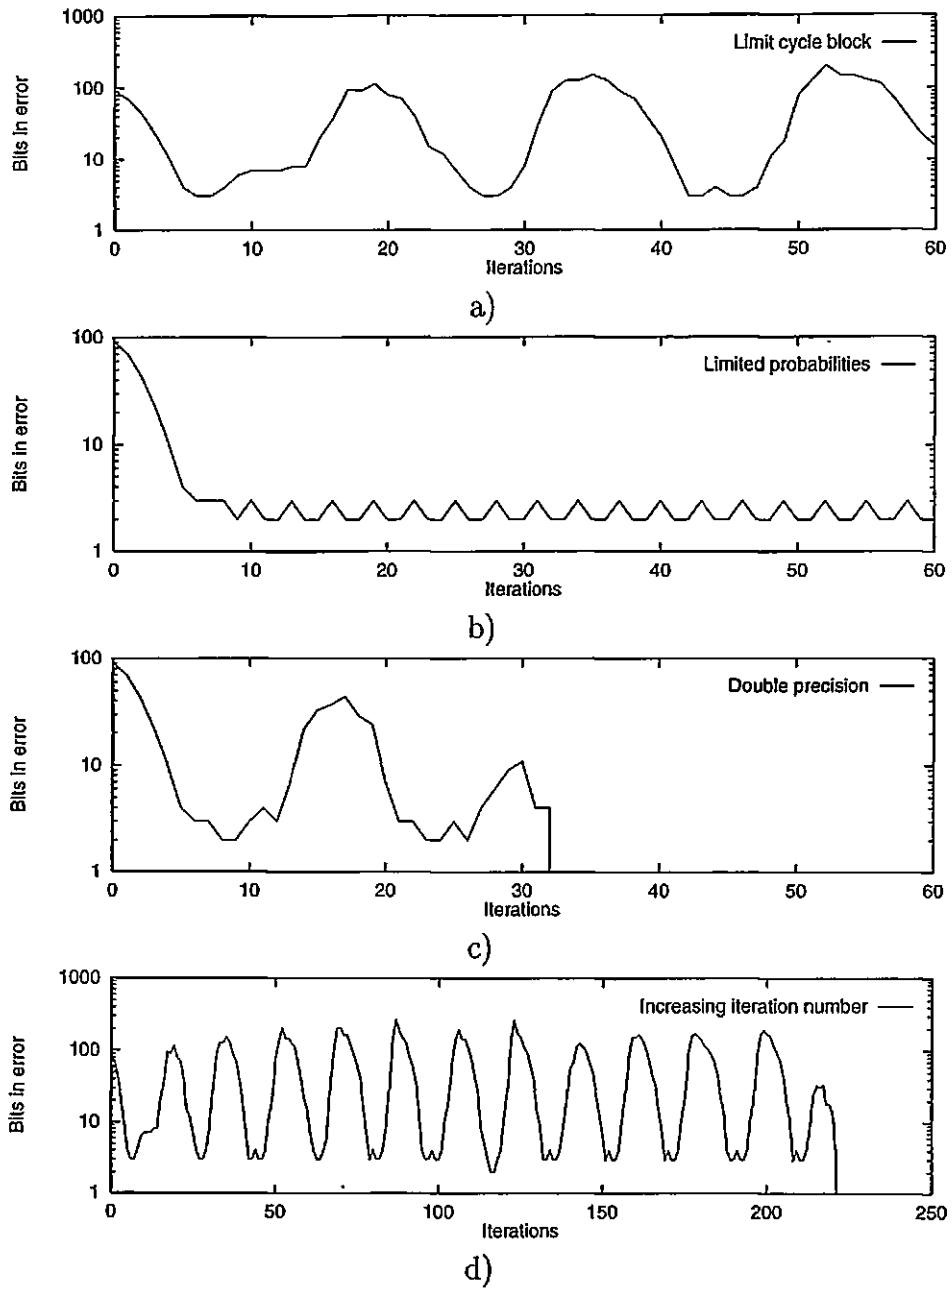 1000
100
10
1
Bits in error
Limit cycle block
0 10 20 30 40 50 60
Iterations
a)
100
10
1
Bits in error
Limited probabilities
0 10 20 30 40 50 60
Iterations
b)
100
10
1
Bits in error
Double precision
0 10 20 30 40 50 60
Iterations
c)
1000
100
10
1
Bits in error
Increasing iteration number
0 50 100 150 200 250
Iterations
d)